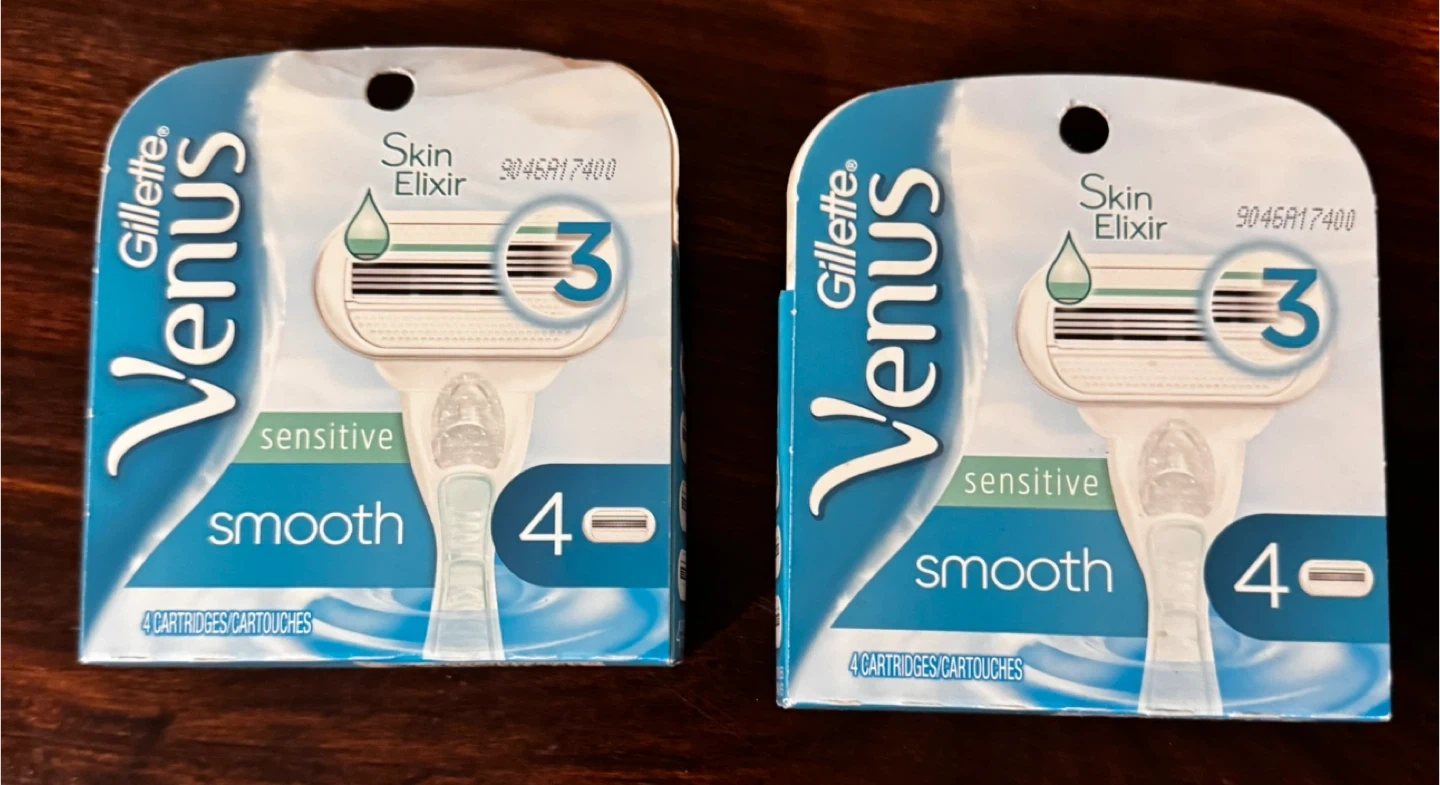 Gillette®
Venus
Skin
Elixir
9046A17400
3
sensitive
smooth
4
4 CARTRIDGES/CARTOUCHES
Gillette®
Venus
Skin
Elixir
9046A17400
3
sensitive
smooth
4
4 CARTRIDGES/CARTOUCHES